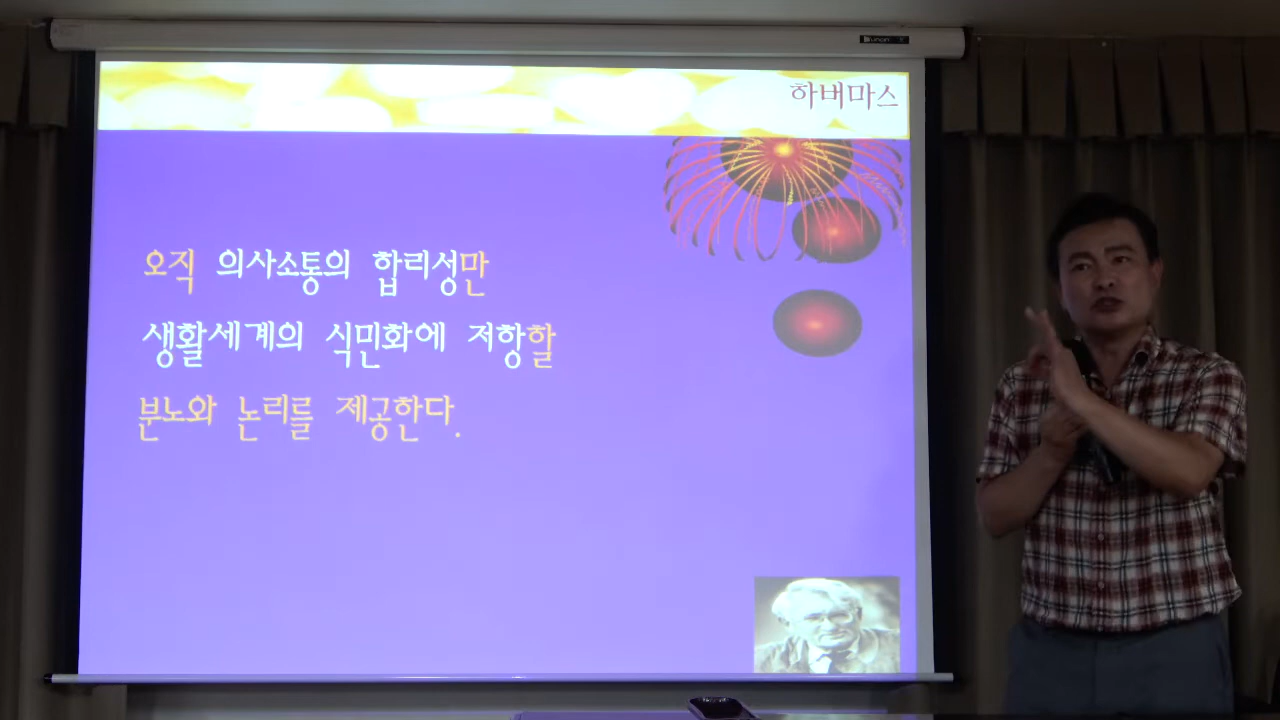 하버마스
오직 의사소통의 합리성만
생활세계의 식민화에 저항할
분노와 논리를 제공한다.